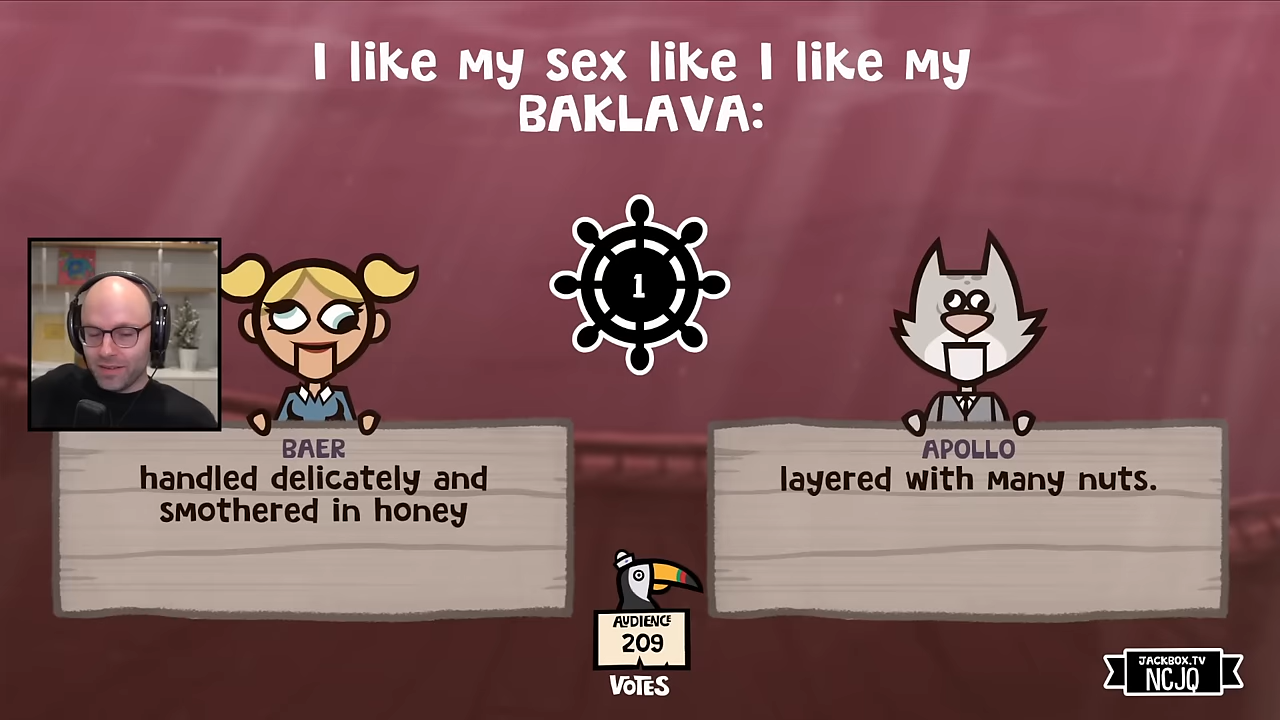 I like my sex like I like my
BAKLAVA:
1
BAER
handled delicately and
smothered in honey
APOLLO
layered with many nuts.
AUDIENCE
209
VOTES
JACKBOX.TV
NCJQ